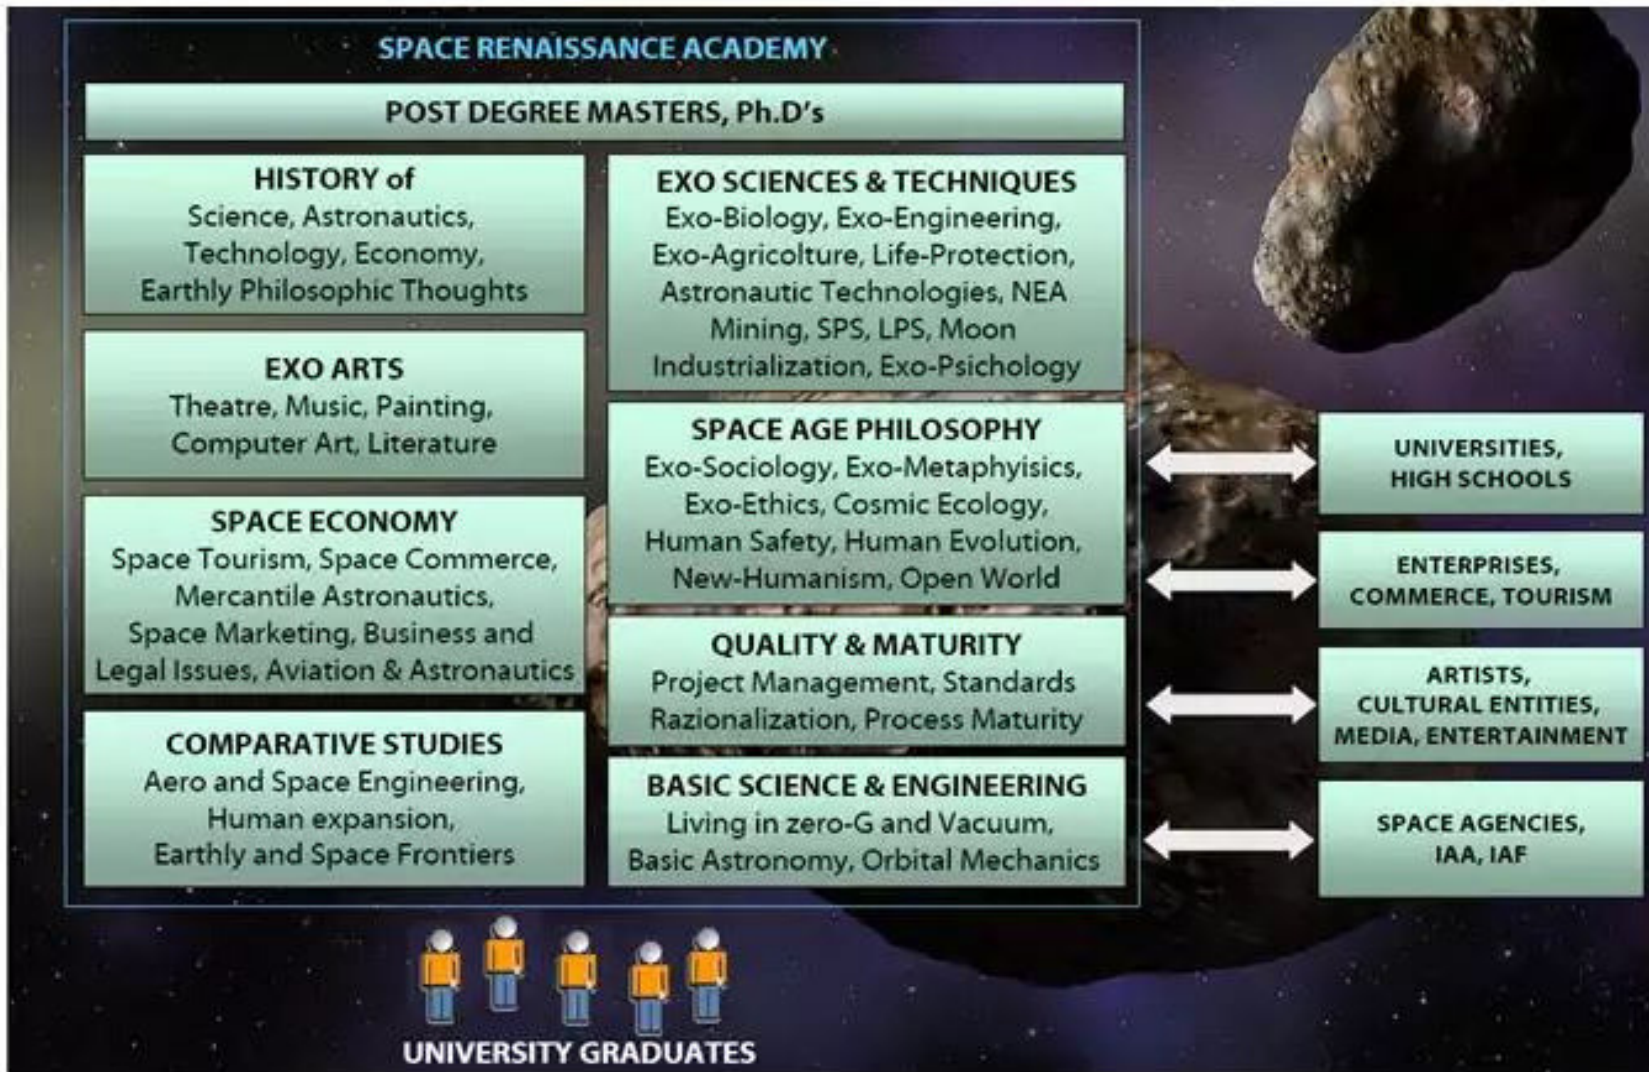 SPACE RENAISSANCE ACADEMY
POST DEGREE MASTERS, Ph.D's
HISTORY of
Science, Astronautics,
Technology, Economy,
Earthly Philosophic Thoughts
EXO ARTS
Theatre, Music, Painting,
Computer Art, Literature
SPACE ECONOMY
Space Tourism, Space Commerce,
Mercantile Astronautics,
Space Marketing, Business and
Legal Issues, Aviation & Astronautics
COMPARATIVE STUDIES
Aero and Space Engineering,
Human expansion,
Earthly and Space Frontiers
EXO SCIENCES & TECHNIQUES
Exo-Biology, Exo-Engineering,
Exo-Agricolture, Life-Protection,
Astronautic Technologies, NEA
Mining, SPS, LPS, Moon
Industrialization, Exo-Psichology
SPACE AGE PHILOSOPHY
Exo-Sociology, Exo-Metaphyisics,
Exo-Ethics, Cosmic Ecology,
Human Safety, Human Evolution,
New-Humanism, Open World
QUALITY & MATURITY
Project Management, Standards
Razionalization, Process Maturity
BASIC SCIENCE & ENGINEERING
Living in zero-G and Vacuum,
Basic Astronomy, Orbital Mechanics
UNIVERSITIES,
HIGH SCHOOLS
ENTERPRISES,
COMMERCE, TOURISM
ARTISTS,
CULTURAL ENTITIES,
MEDIA, ENTERTAINMENT
SPACE AGENCIES,
IAA, IAF
UNIVERSITY GRADUATES